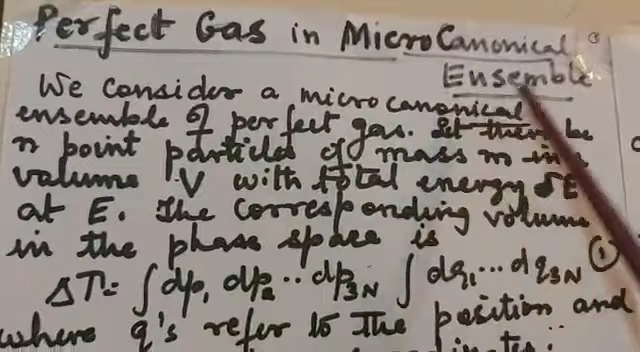 Perfect Gas in MicroCanonical
Ensemble
We consider a microcanonical
ensemble of perfect gas. Let there be
n point particles of mass m in a
volume V with total energy δE
at E. The corresponding volume
in the phase space is
ΔΓ = ∫ dp₁ dp₂ .. dp₃N ∫ dq₁ ... dq₃N ①
where q's refer to the position and